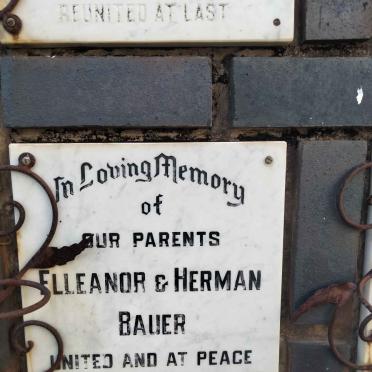 REUNITED AT LAST
In Loving Memory
of
OUR PARENTS
ELLEANOR & HERMAN
BAUER
UNITED AND AT PEACE